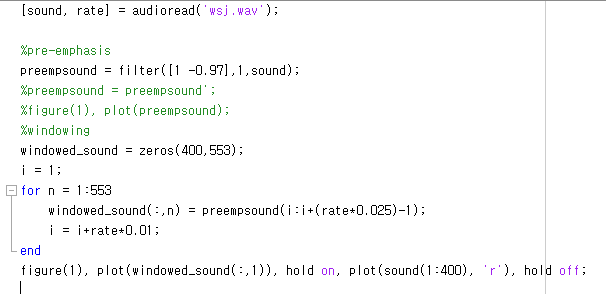 [sound, rate] = audioread('wsj.wav');
%pre-emphasis
preempsound = filter([1 -0.97],1,sound);
%preempsound = preempsound';
%figure(1), plot(preempsound);
%windowing
windowed_sound = zeros(400,553);
i = 1;
for n = 1:553
windowed_sound(:,n) = preempsound(i:i+(rate*0.025)-1);
i = i+rate*0.01;
end
figure(1), plot(windowed_sound(:,1)), hold on, plot(sound(1:400), 'r'), hold off;